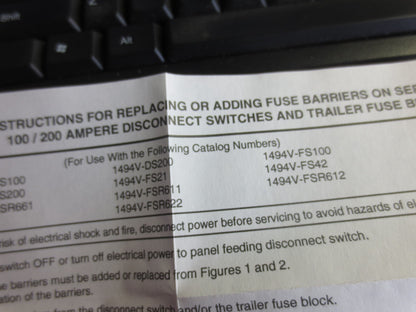 Shift
Z
Alt
STRUCTIONS FOR REPLACING OR ADDING FUSE BARRIERS ON SER
100 / 200 AMPERE DISCONNECT SWITCHES AND TRAILER FUSE B
(For Use With the Following Catalog Numbers)
S100 1494V-DS200 1494V-FS100
S200 1494V-FS21 1494V-FS42
SR661 1494V-FSR611 1494V-FSR612
1494V-FSR622
risk of electrical shock and fire, disconnect power before servicing to avoid hazards of el
switch OFF or turn off electrical power to panel feeding disconnect switch.
e barriers must be added or replaced from Figures 1 and 2.
ation of the barriers.
from the disconnect switch and/or the trailer fuse block.